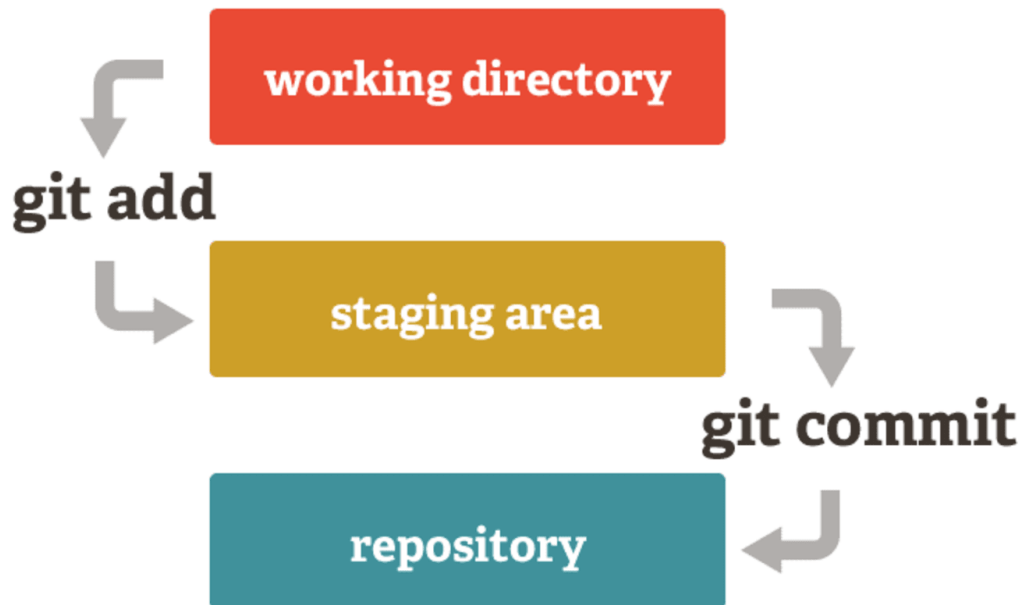 working directory
git add
staging area
git commit
repository